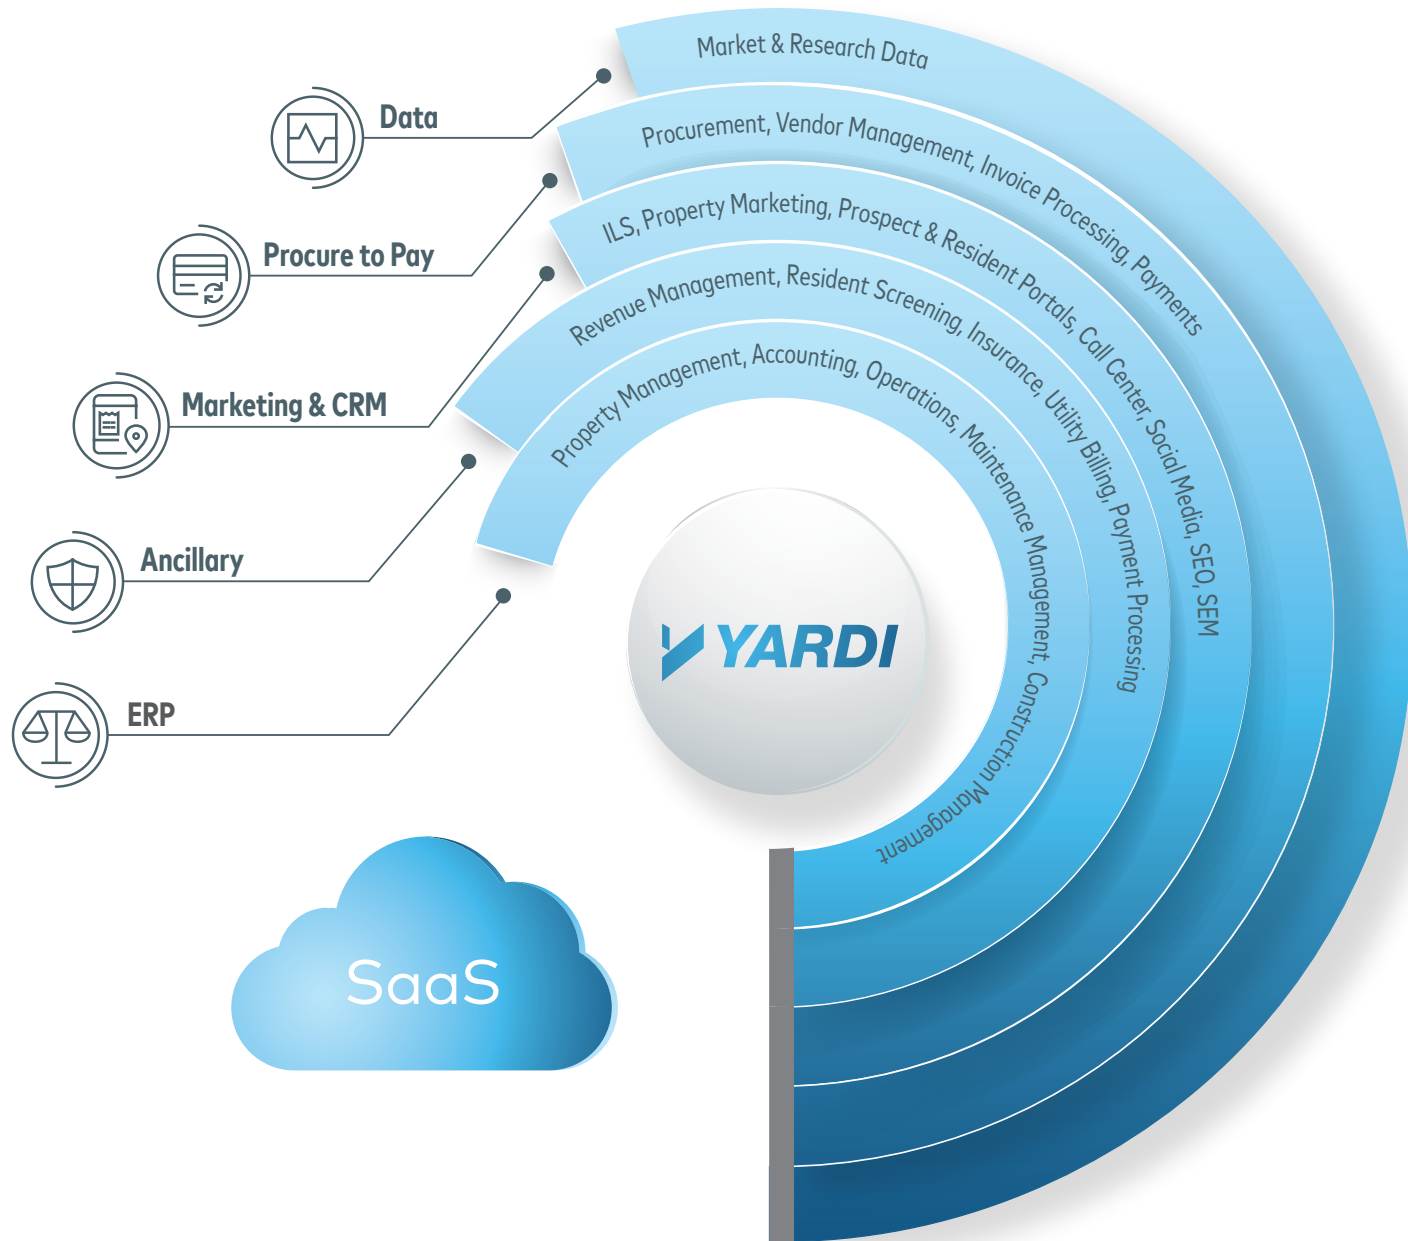 Data
Market & Research Data
Procure to Pay
Procurement, Vendor Management, Invoice Processing, Payments
Marketing & CRM
ILS, Property Marketing, Prospect & Resident Portals, Call Center, Social Media, SEO, SEM
Ancillary
Revenue Management, Resident Screening, Insurance, Utility Billing, Payment Processing
ERP
Property Management, Accounting, Operations, Maintenance Management, Construction Management
YARDI
SaaS